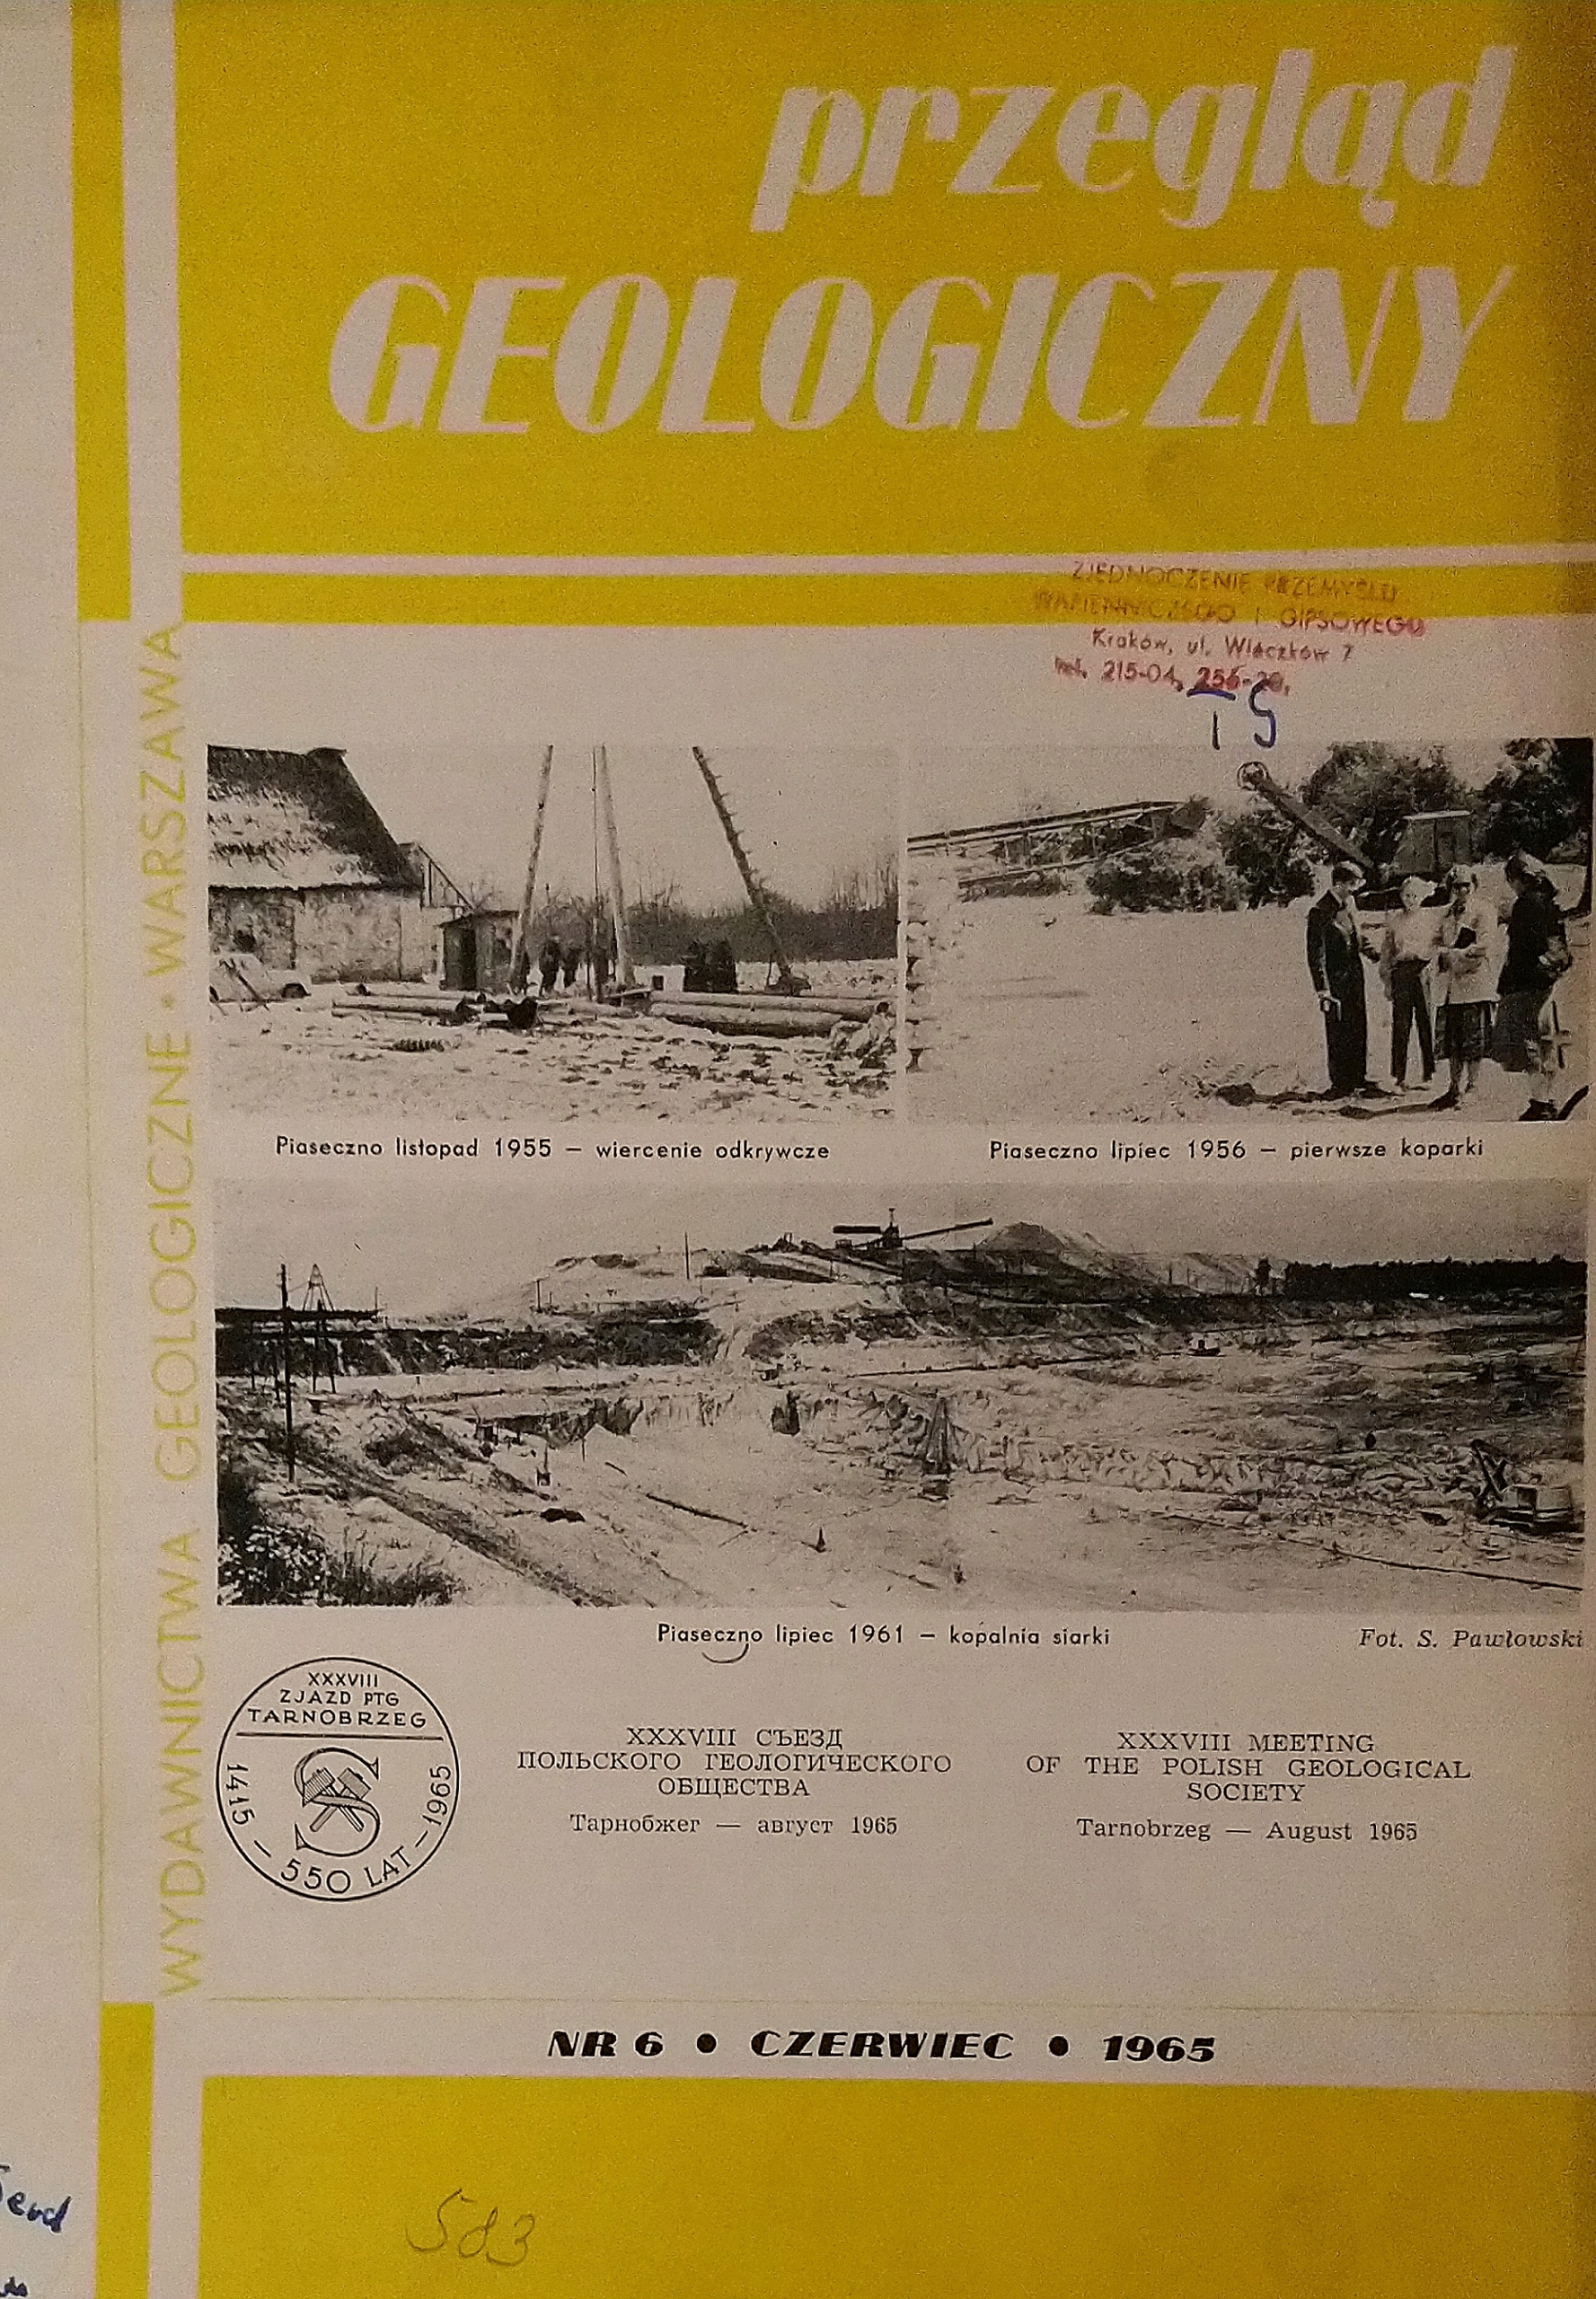 przegląd
GEOLOGICZNY
WYDAWNICTWA GEOLOGICZNE • WARSZAWA
ZJEDNOCZENIE PRZEMYSŁU
WAPIENNICZEGO I GIPSOWEGO
Kraków, ul. Włóczków 7
tel. 215-04, 256-20,
Piaseczno listopad 1955 — wiercenie odkrywcze
Piaseczno lipiec 1956 — pierwsze koparki
Piaseczno lipiec 1961 — kopalnia siarki
Fot. S. Pawłowski
XXXVIII
ZJAZD PTG
TARNOBRZEG
S
1415 — 550 LAT — 1965
XXXVIII СЪЕЗД
ПОЛЬСКОГО ГЕОЛОГИЧЕСКОГО
ОБЩЕСТВА
Тарнобжег — август 1965
XXXVIII MEETING
OF THE POLISH GEOLOGICAL
SOCIETY
Tarnobrzeg — August 1965
NR 6 • CZERWIEC • 1965
583